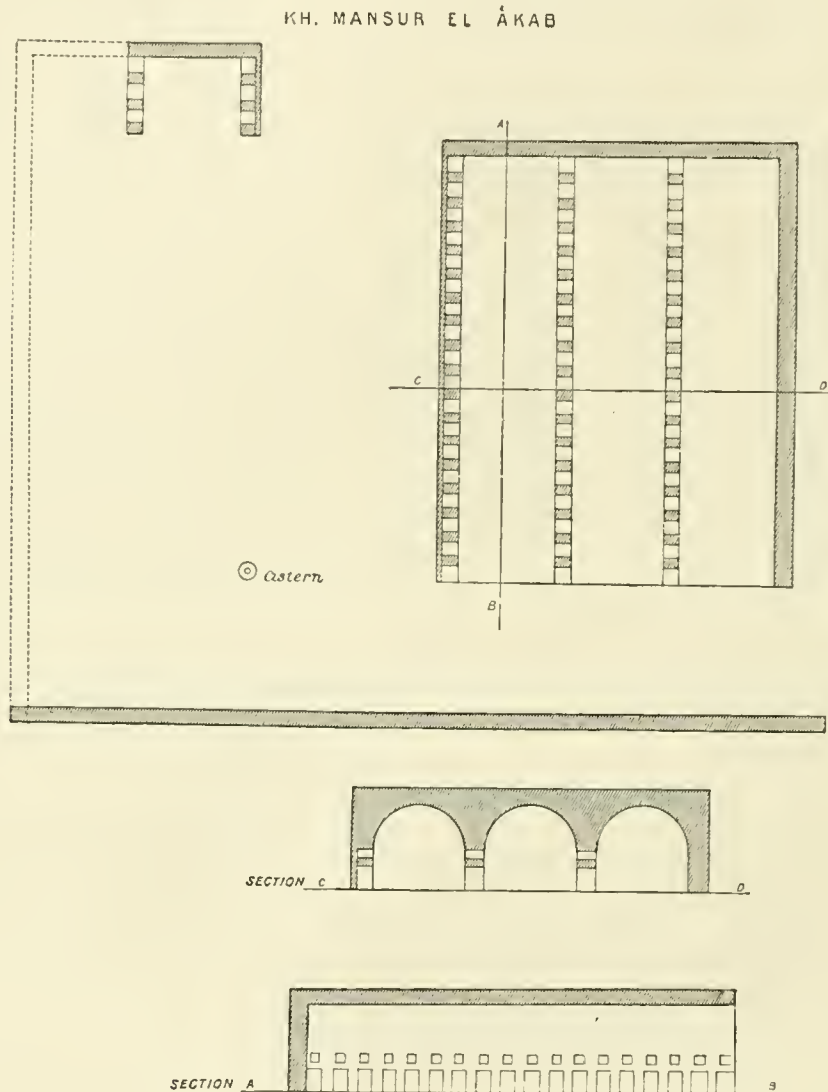 KH. MANSUR EL ÅKAB
A
C D
Cistern
B
SECTION C D
SECTION A B